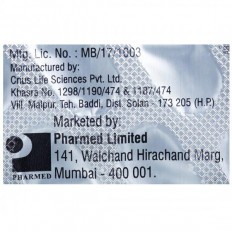 Mfg. Lic. No. : MB/17/1003
Manufactured by:
Crius Life Sciences Pvt. Ltd.
Khasra No. 1298/1190/474 & 1187/474
Vill. Malpur, Teh. Baddi, Dist. Solan - 173 205 (H.P.)
Marketed by:
Pharmed Limited
141, Walchand Hirachand Marg,
Mumbai - 400 001.
PHARMED